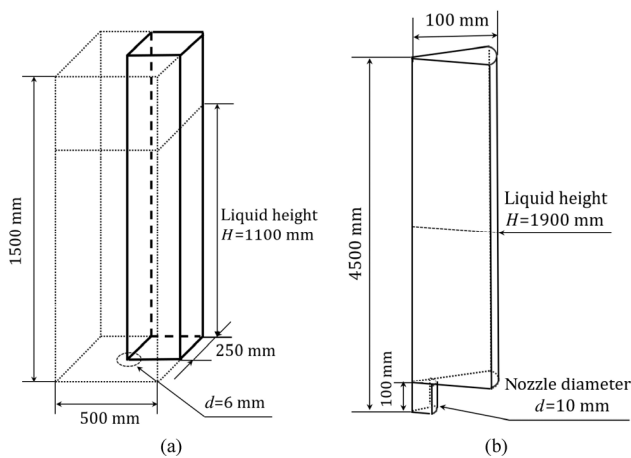 1500 mm
Liquid height
H=1100 mm
250 mm
500 mm
d=6 mm
(a)
100 mm
4500 mm
Liquid height
H=1900 mm
100 mm
Nozzle diameter
d=10 mm
(b)